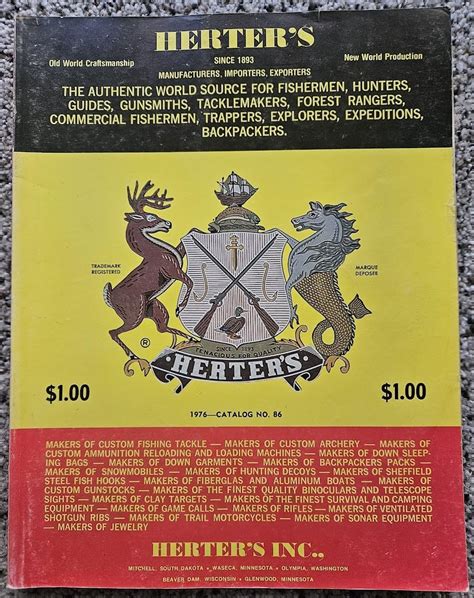 HERTER'S
Old World Craftsmanship
SINCE 1893
New World Production
MANUFACTURERS, IMPORTERS, EXPORTERS
THE AUTHENTIC WORLD SOURCE FOR FISHERMEN, HUNTERS,
GUIDES, GUNSMITHS, TACKLEMAKERS, FOREST RANGERS,
COMMERCIAL FISHERMEN, TRAPPERS, EXPLORERS, EXPEDITIONS,
BACKPACKERS.
TRADEMARK
REGISTERED
MARQUE
DEPOSER
SINCE 1893
TENACIOUS FOR QUALITY
®
HERTER'S
$1.00
$1.00
1976—CATALOG NO. 86
MAKERS OF CUSTOM FISHING TACKLE — MAKERS OF CUSTOM ARCHERY — MAKERS OF
CUSTOM AMMUNITION RELOADING AND LOADING MACHINES — MAKERS OF DOWN SLEEP-
ING BAGS — MAKERS OF DOWN GARMENTS — MAKERS OF BACKPACKERS PACKS —
MAKERS OF SNOWMOBILES — MAKERS OF HUNTING DECOYS — MAKERS OF SHEFFIELD
STEEL FISH HOOKS — MAKERS OF FIBERGLAS AND ALUMINUM BOATS — MAKERS OF
CUSTOM GUNSTOCKS — MAKERS OF THE FINEST QUALITY BINOCULARS AND TELESCOPE
SIGHTS — MAKERS OF CLAY TARGETS — MAKERS OF THE FINEST SURVIVAL AND CAMPING
EQUIPMENT — MAKERS OF GAME CALLS — MAKERS OF RIFLES — MAKERS OF VENTILATED
SHOTGUN RIBS — MAKERS OF TRAIL MOTORCYCLES — MAKERS OF SONAR EQUIPMENT
— MAKERS OF JEWELRY
HERTER'S INC.,
MITCHELL, SOUTH DAKOTA • WASECA, MINNESOTA • OLYMPIA, WASHINGTON
BEAVER DAM, WISCONSIN • GLENWOOD, MINNESOTA